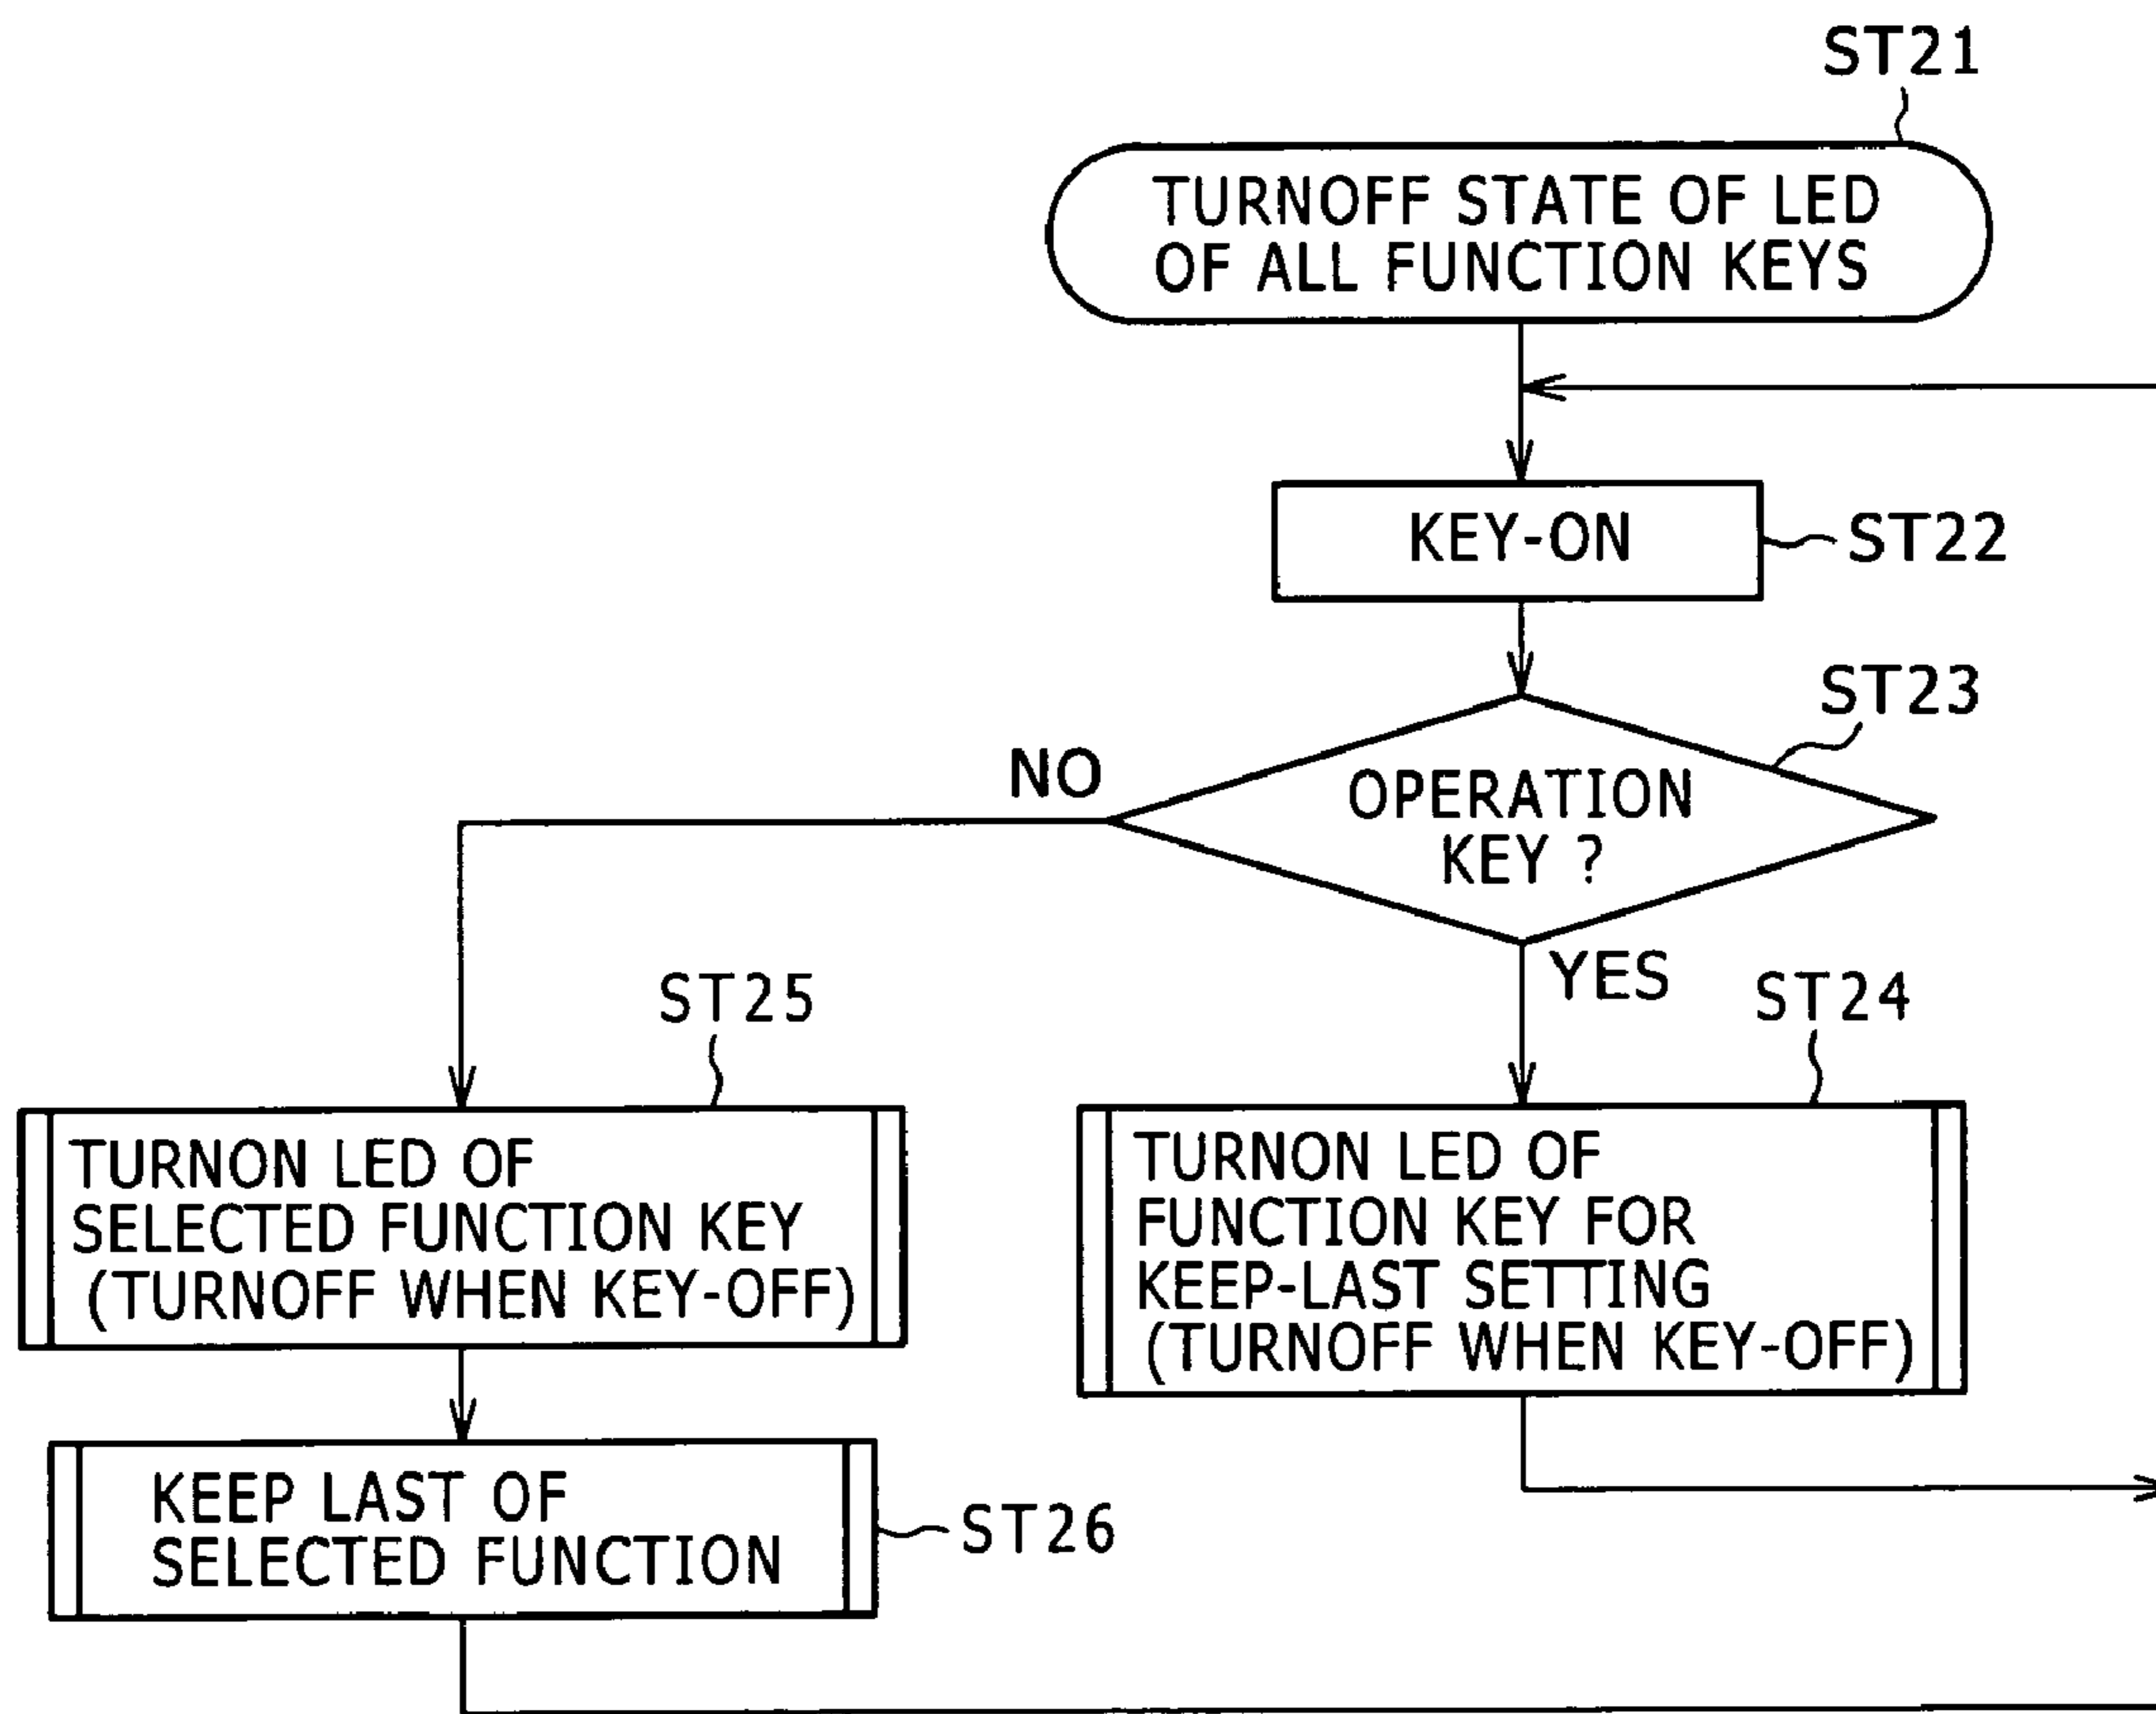 ST21
TURNOFF STATE OF LED
OF ALL FUNCTION KEYS
KEY-ON
ST22
ST23
OPERATION
KEY ?
NO
YES
ST25
TURNON LED OF
SELECTED FUNCTION KEY
(TURNOFF WHEN KEY-OFF)
ST24
TURNON LED OF
FUNCTION KEY FOR
KEEP-LAST SETTING
(TURNOFF WHEN KEY-OFF)
KEEP LAST OF
SELECTED FUNCTION
ST26